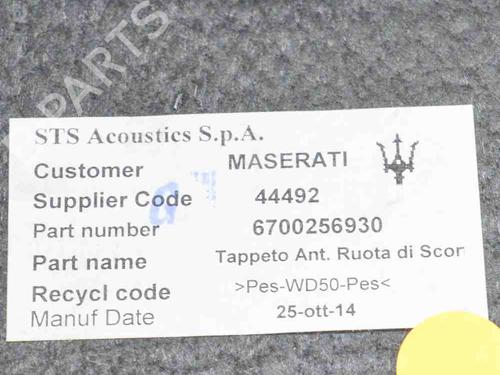 PARTS
STS Acoustics S.p.A.
Customer MASERATI
Supplier Code 44492
Part number 6700256930
Part name Tappeto Ant. Ruota di Scor
Recycl code >Pes-WD50-Pes<
Manuf Date 25-ott-14